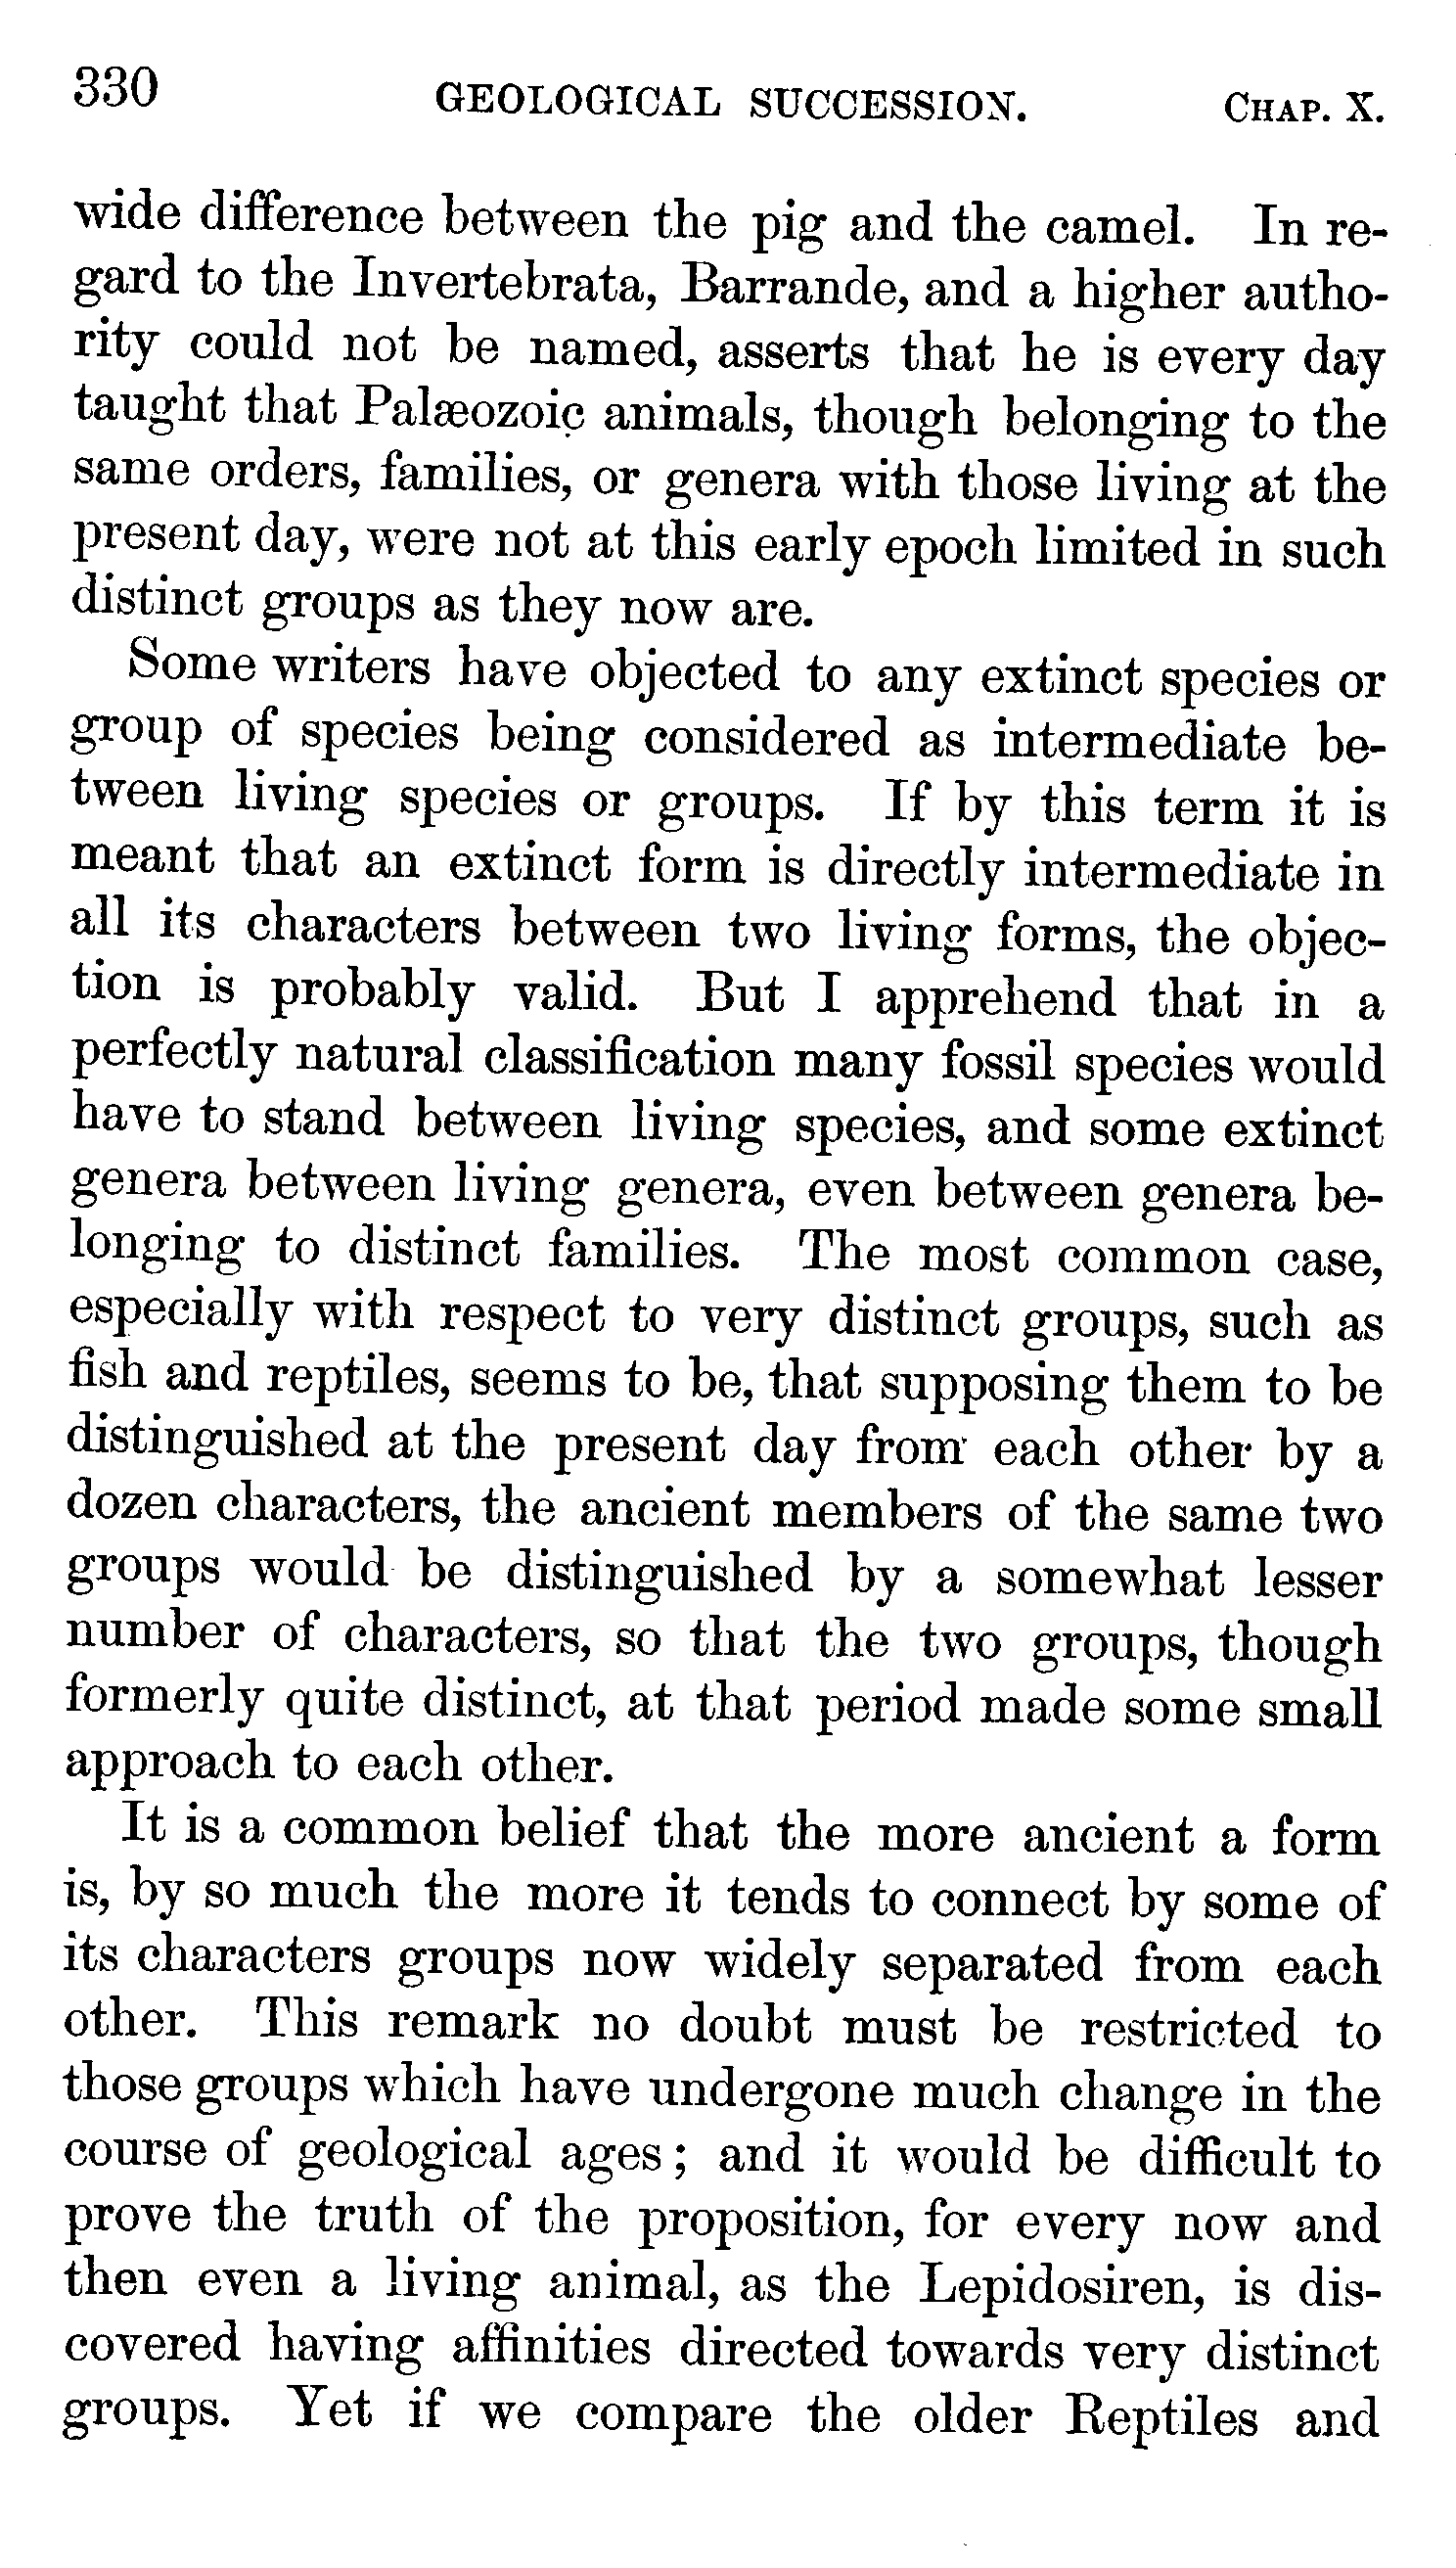 330 GEOLOGICAL SUCCESSION. CHAP. X.
wide difference between the pig and the camel. In re-
gard to the Invertebrata, Barrande, and a higher autho-
rity could not be named, asserts that he is every day
taught that Palæozoic animals, though belonging to the
same orders, families, or genera with those living at the
present day, were not at this early epoch limited in such
distinct groups as they now are.
Some writers have objected to any extinct species or
group of species being considered as intermediate be-
tween living species or groups. If by this term it is
meant that an extinct form is directly intermediate in
all its characters between two living forms, the objec-
tion is probably valid. But I apprehend that in a
perfectly natural classification many fossil species would
have to stand between living species, and some extinct
genera between living genera, even between genera be-
longing to distinct families. The most common case,
especially with respect to very distinct groups, such as
fish and reptiles, seems to be, that supposing them to be
distinguished at the present day from each other by a
dozen characters, the ancient members of the same two
groups would be distinguished by a somewhat lesser
number of characters, so that the two groups, though
formerly quite distinct, at that period made some small
approach to each other.
It is a common belief that the more ancient a form
is, by so much the more it tends to connect by some of
its characters groups now widely separated from each
other. This remark no doubt must be restricted to
those groups which have undergone much change in the
course of geological ages; and it would be difficult to
prove the truth of the proposition, for every now and
then even a living animal, as the Lepidosiren, is dis-
covered having affinities directed towards very distinct
groups. Yet if we compare the older Reptiles and